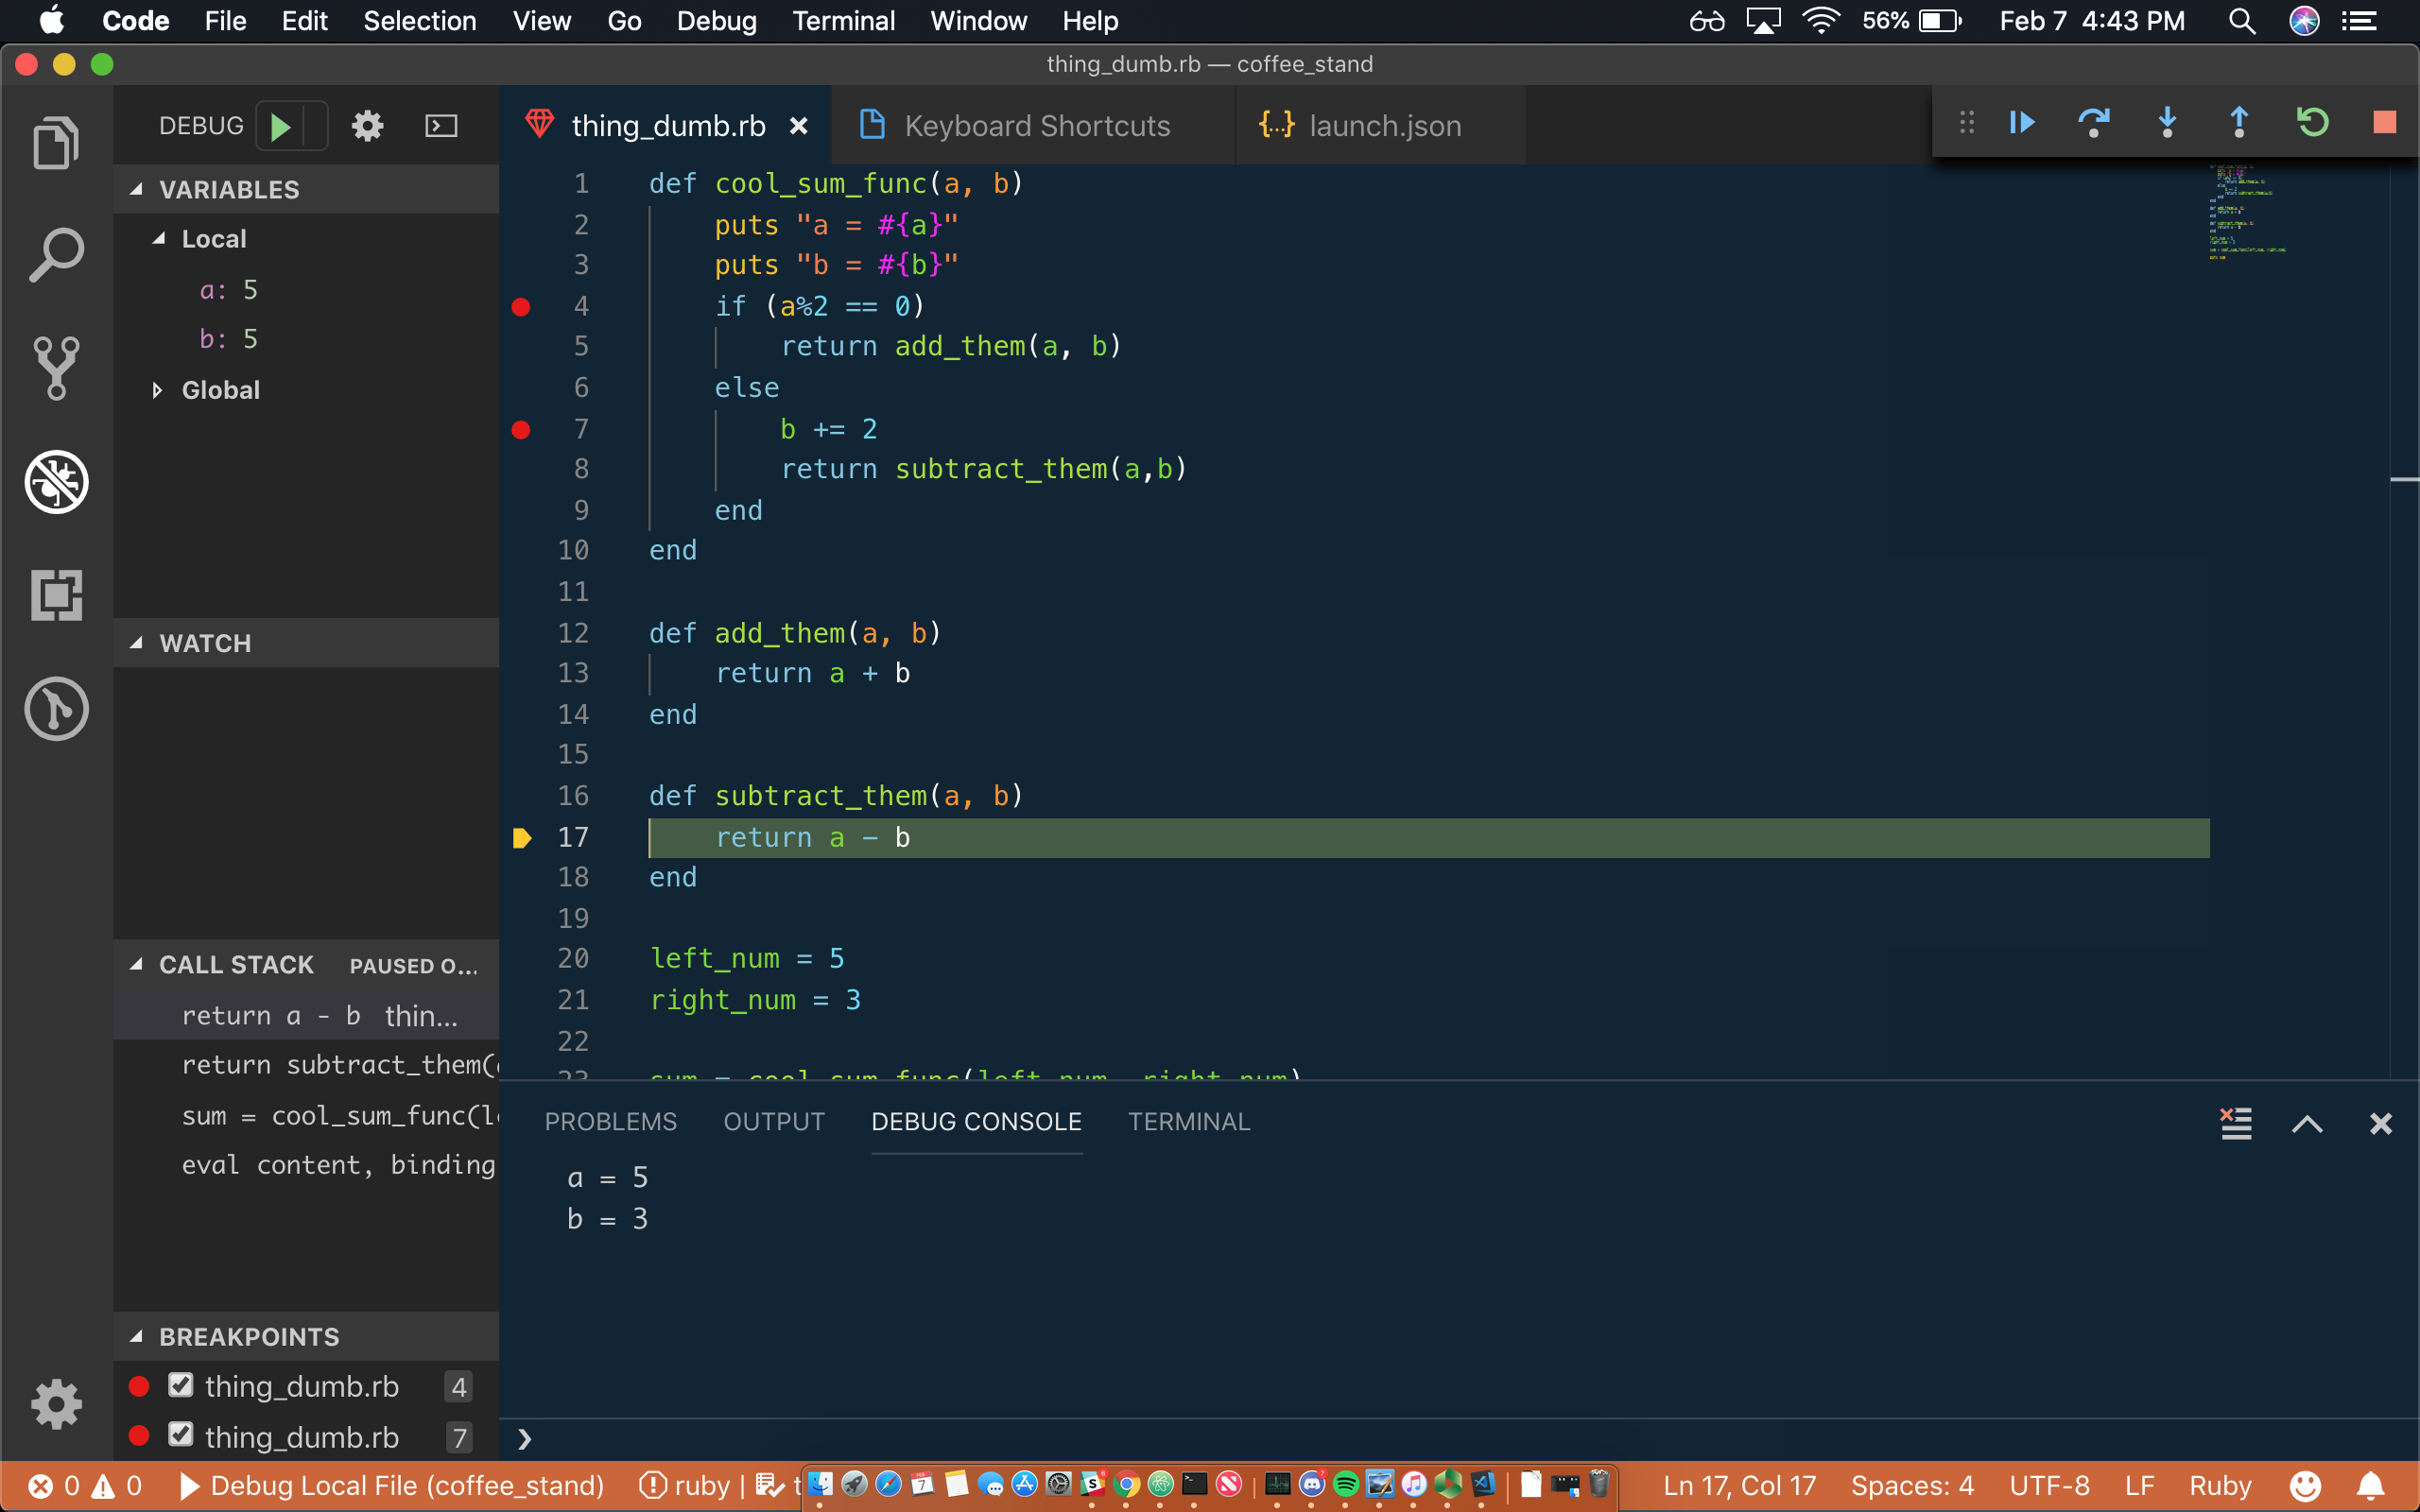 Code File Edit Selection View Go Debug Terminal Window Help 56% Feb 7 4:43 PM
thing_dumb.rb — coffee_stand
DEBUG
thing_dumb.rb Keyboard Shortcuts {...} launch.json
VARIABLES
Local
a: 5
b: 5
Global
WATCH
CALL STACK PAUSED O...
return a - b thin...
return subtract_them(
sum = cool_sum_func(l
eval content, binding
BREAKPOINTS
thing_dumb.rb 4
thing_dumb.rb 7
1 def cool_sum_func(a, b)
2 puts "a = #{a}"
3 puts "b = #{b}"
4 if (a%2 == 0)
5 return add_them(a, b)
6 else
7 b += 2
8 return subtract_them(a,b)
9 end
10 end
11
12 def add_them(a, b)
13 return a + b
14 end
15
16 def subtract_them(a, b)
17 return a - b
18 end
19
20 left_num = 5
21 right_num = 3
22
23 sum = cool_sum_func(left_num, right_num)
PROBLEMS OUTPUT DEBUG CONSOLE TERMINAL
a = 5
b = 3
0 0 Debug Local File (coffee_stand) ruby | Ln 17, Col 17 Spaces: 4 UTF-8 LF Ruby